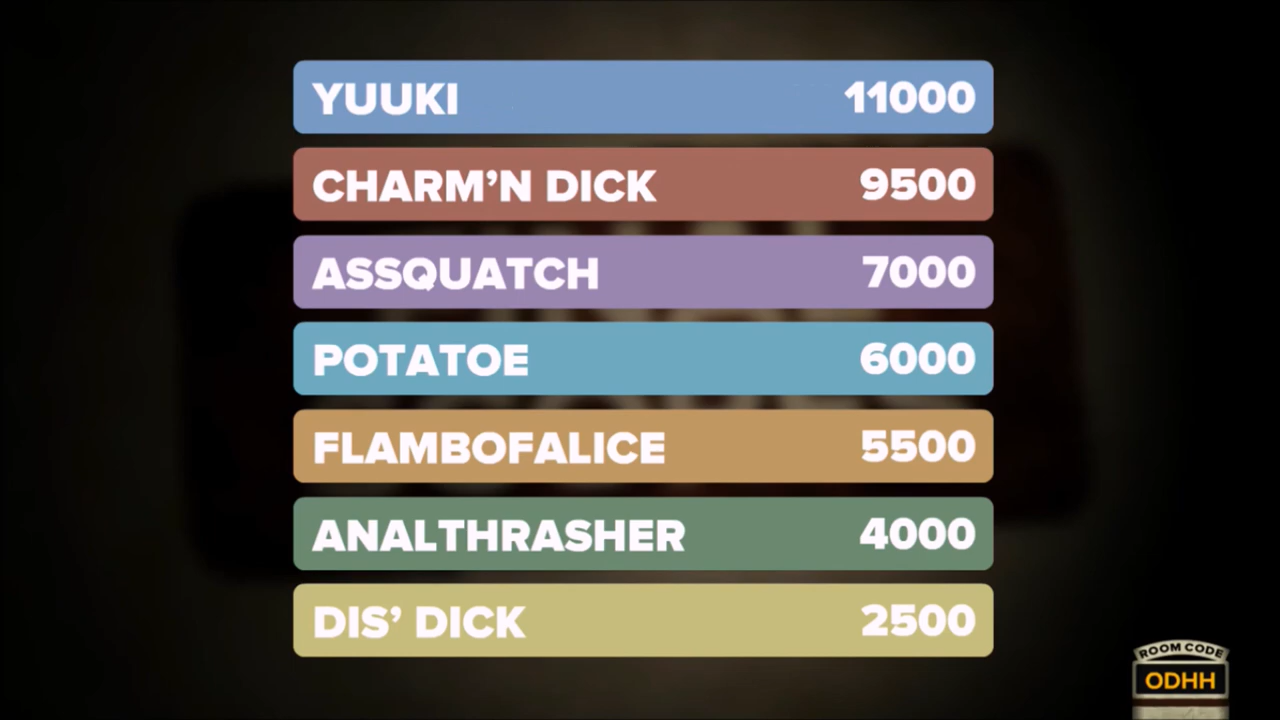 YUUKI 11000
CHARM’N DICK 9500
ASSQUATCH 7000
POTATOE 6000
FLAMBOFALICE 5500
ANALTHRASHER 4000
DIS’ DICK 2500
ROOM CODE
ODHH